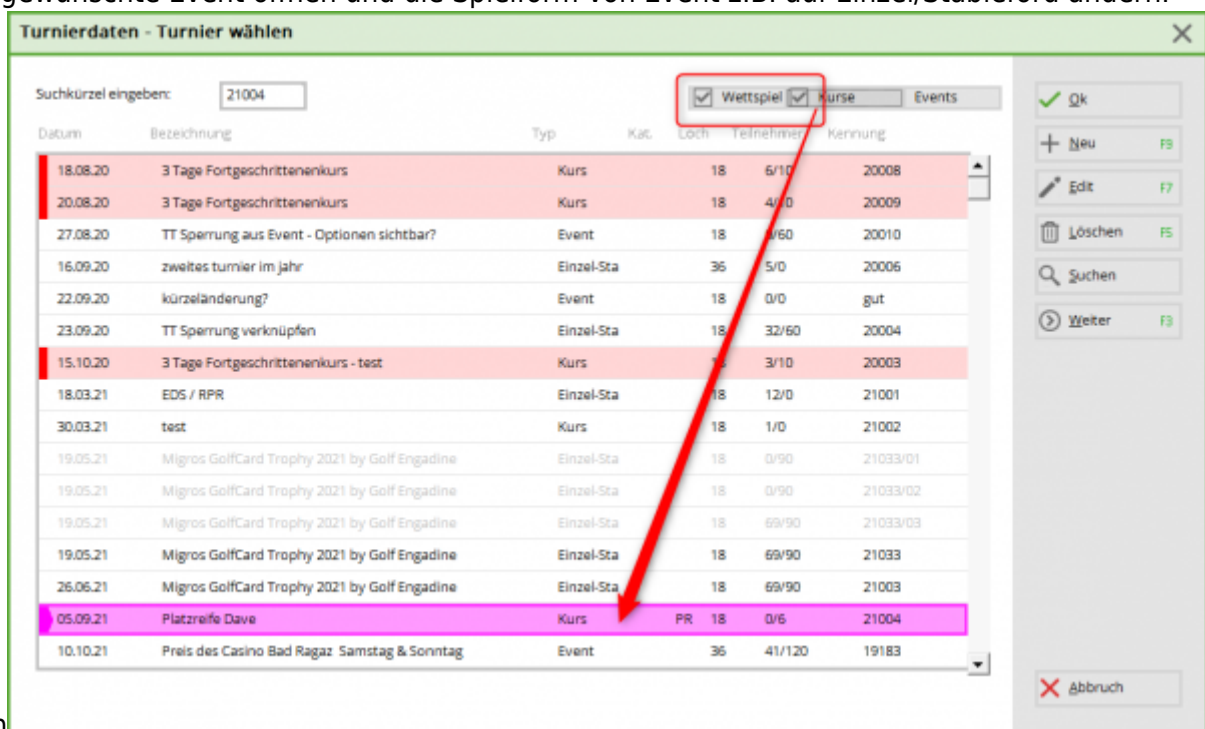 gewünschte Event öffnen und die Spielform von Event z.B. auf Einzel/Stableford ändern.
Turnierdaten - Turnier wählen
Suchkürzel eingeben: 21004 Wettspiel Kurse Events
Datum Bezeichnung Typ Kat. Loch Teilnehmer Kennung
18.08.20 3 Tage Fortgeschrittenenkurs Kurs 18 6/10 20008
20.08.20 3 Tage Fortgeschrittenenkurs Kurs 18 20009
27.08.20 TT Sperrung aus Event - Optionen sichtbar? Event 18 20010
16.09.20 zweites turnier im jahr Einzel-Sta 36 5/0 20006
22.09.20 kürzeländerung? Event 18 0/0 gut
23.09.20 TT Sperrung verknüpfen Einzel-Sta 18 32/60 20004
15.10.20 3 Tage Fortgeschrittenenkurs - test Kurs 3/10 20003
18.03.21 EDS / RPR Einzel-Sta 18 12/0 21001
30.03.21 test Kurs 18 1/0 21002
19.05.21 Migros GolfCard Trophy 2021 by Golf Engadine Einzel-Sta 18 0/90 21033/01
19.05.21 Migros GolfCard Trophy 2021 by Golf Engadine Einzel-Sta 18 0/90 21033/02
19.05.21 Migros GolfCard Trophy 2021 by Golf Engadine Einzel-Sta 18 69/90 21033/03
19.05.21 Migros GolfCard Trophy 2021 by Golf Engadine Einzel-Sta 18 69/90 21033
26.06.21 Migros GolfCard Trophy 2021 by Golf Engadine Einzel-Sta 18 69/90 21003
05.09.21 Platzreife Dave Kurs PR 18 0/6 21004
10.10.21 Preis des Casino Bad Ragaz Samstag & Sonntag Event 36 41/120 19183
Ok
Neu F9
Edit F7
Löschen F5
Suchen
Weiter F3
Abbruch